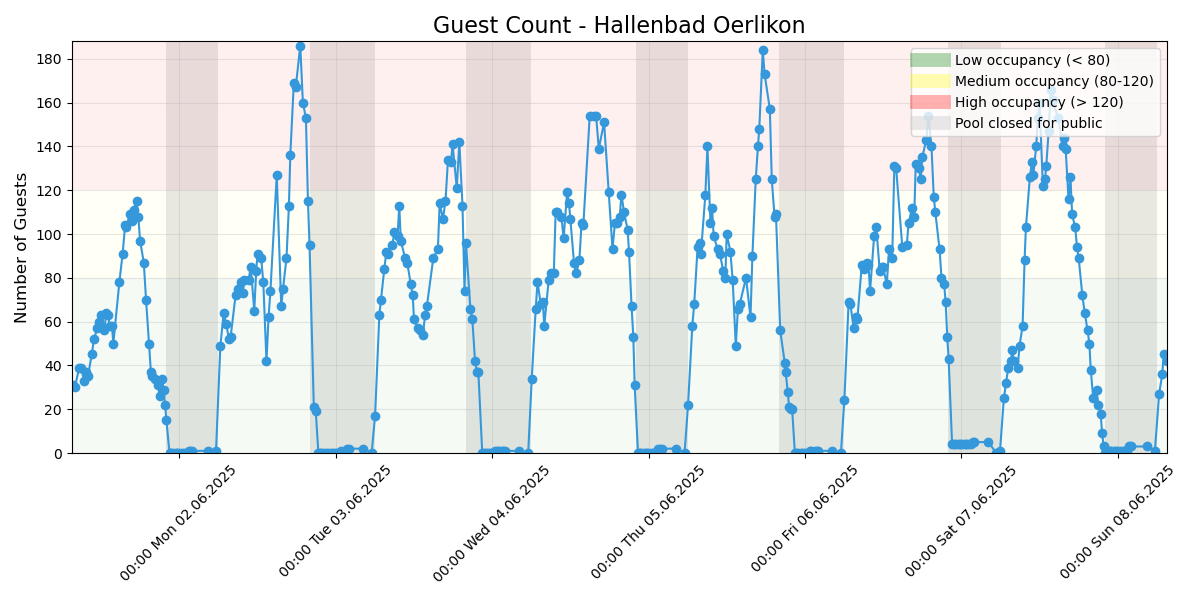 Guest Count - Hallenbad Oerlikon
Number of Guests
180
160
140
120
100
80
60
40
20
0
Low occupancy (< 80)
Medium occupancy (80-120)
High occupancy (> 120)
Pool closed for public
00:00 Mon 02.06.2025
00:00 Tue 03.06.2025
00:00 Wed 04.06.2025
00:00 Thu 05.06.2025
00:00 Fri 06.06.2025
00:00 Sat 07.06.2025
00:00 Sun 08.06.2025